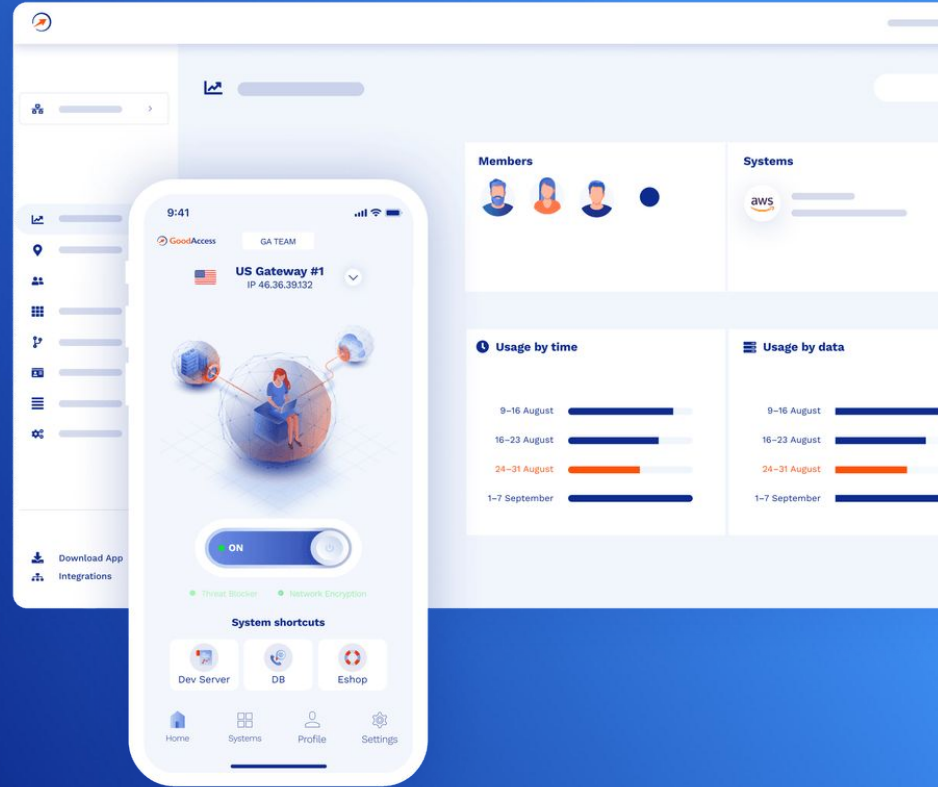 Members
Systems
aws
Usage by time
9–16 August
16–23 August
24–31 August
1–7 September
Usage by data
9–16 August
16–23 August
24–31 August
1–7 September
Download App
Integrations
9:41
GoodAccess
GA TEAM
US Gateway #1
IP 46.36.39.132
ON
Threat Blocker
Network Encryption
System shortcuts
Dev Server
DB
Eshop
Home
Systems
Profile
Settings